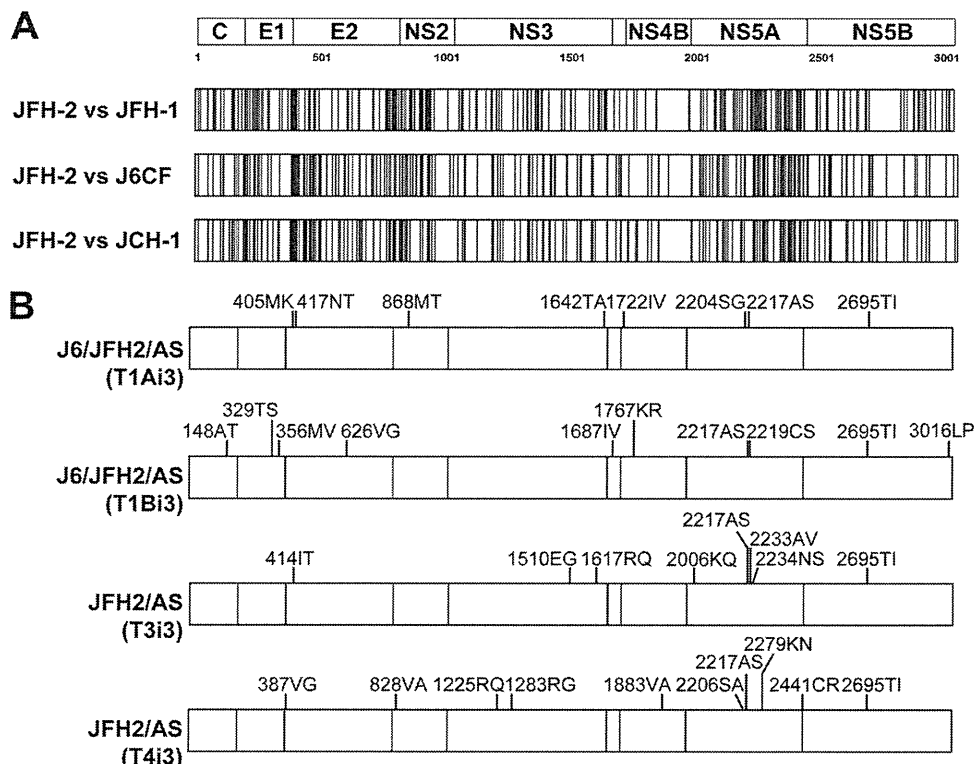 A
C E1 E2 NS2 NS3 NS4B NS5A NS5B
1 501 1501 2001 2501 3001
JFH-2 vs JFH-1
JFH-2 vs J6CF
JFH-2 vs JCH-1
B
405MK 417NT 868MT 1642TA 1722IV 2204SG 2217AS 2695TI
J6/JFH2/AS
(T1Ai3)
329TS 1767KR
148AT 356MV 626VG 1687IV 2217AS 2219CS 2695TI 3016LP
J6/JFH2/AS
(T1Bi3)
2217AS
2233AV
414IT 1510EG 1617RQ 2006KQ 2234NS 2695TI
JFH2/AS
(T3i3)
2279KN
2217AS
387VG 828VA 1225RQ 1283RG 1883VA 2206SA 2441CR 2695TI
JFH2/AS
(T4i3)